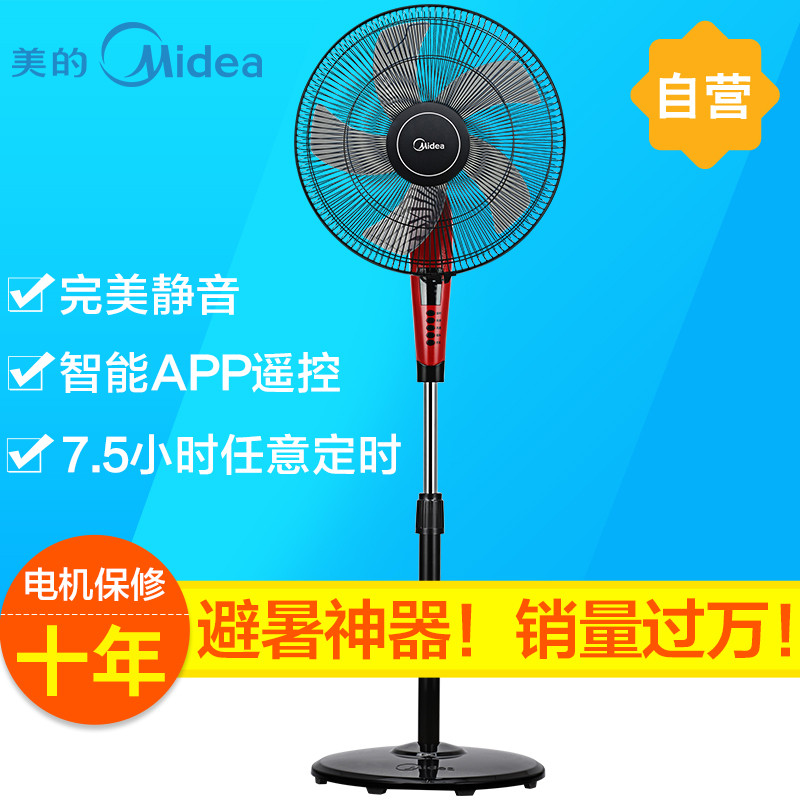 美的 Midea
自营
Midea
完美静音
智能APP遥控
7.5小时任意定时
电机保修
十年
避暑神器！销量过万！
Midea